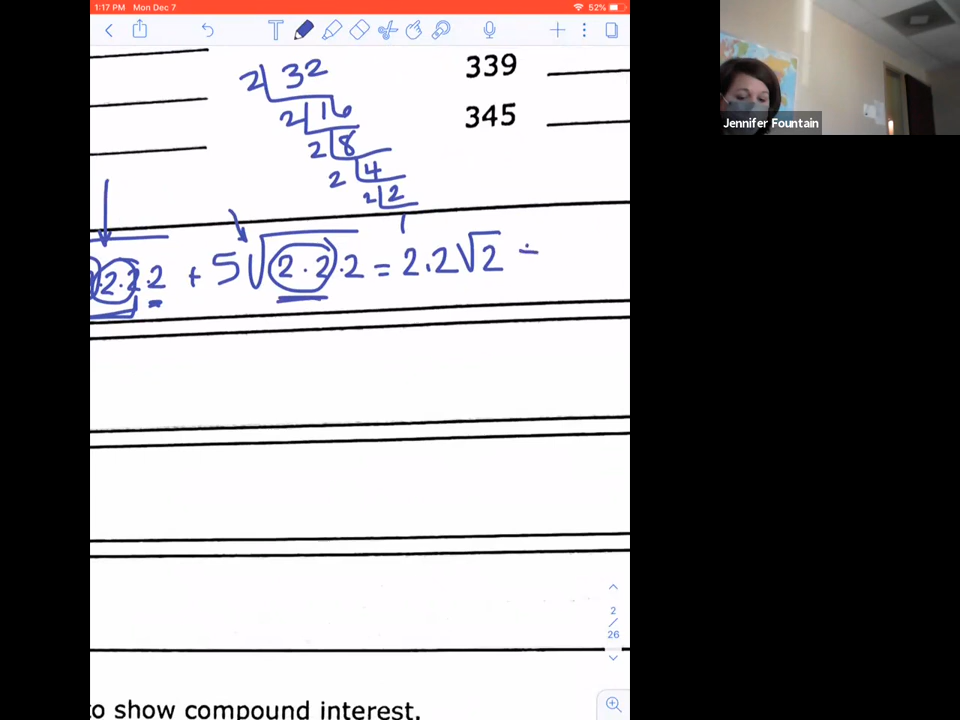 1:17 PM Mon Dec 7
52%
T
Jennifer Fountain
339
345
2 32
2 16
2 8
2 4
2 2
1
2.2.2 + 5√2.2.2 = 2.2√2 +
2
/
26
to show compound interest.